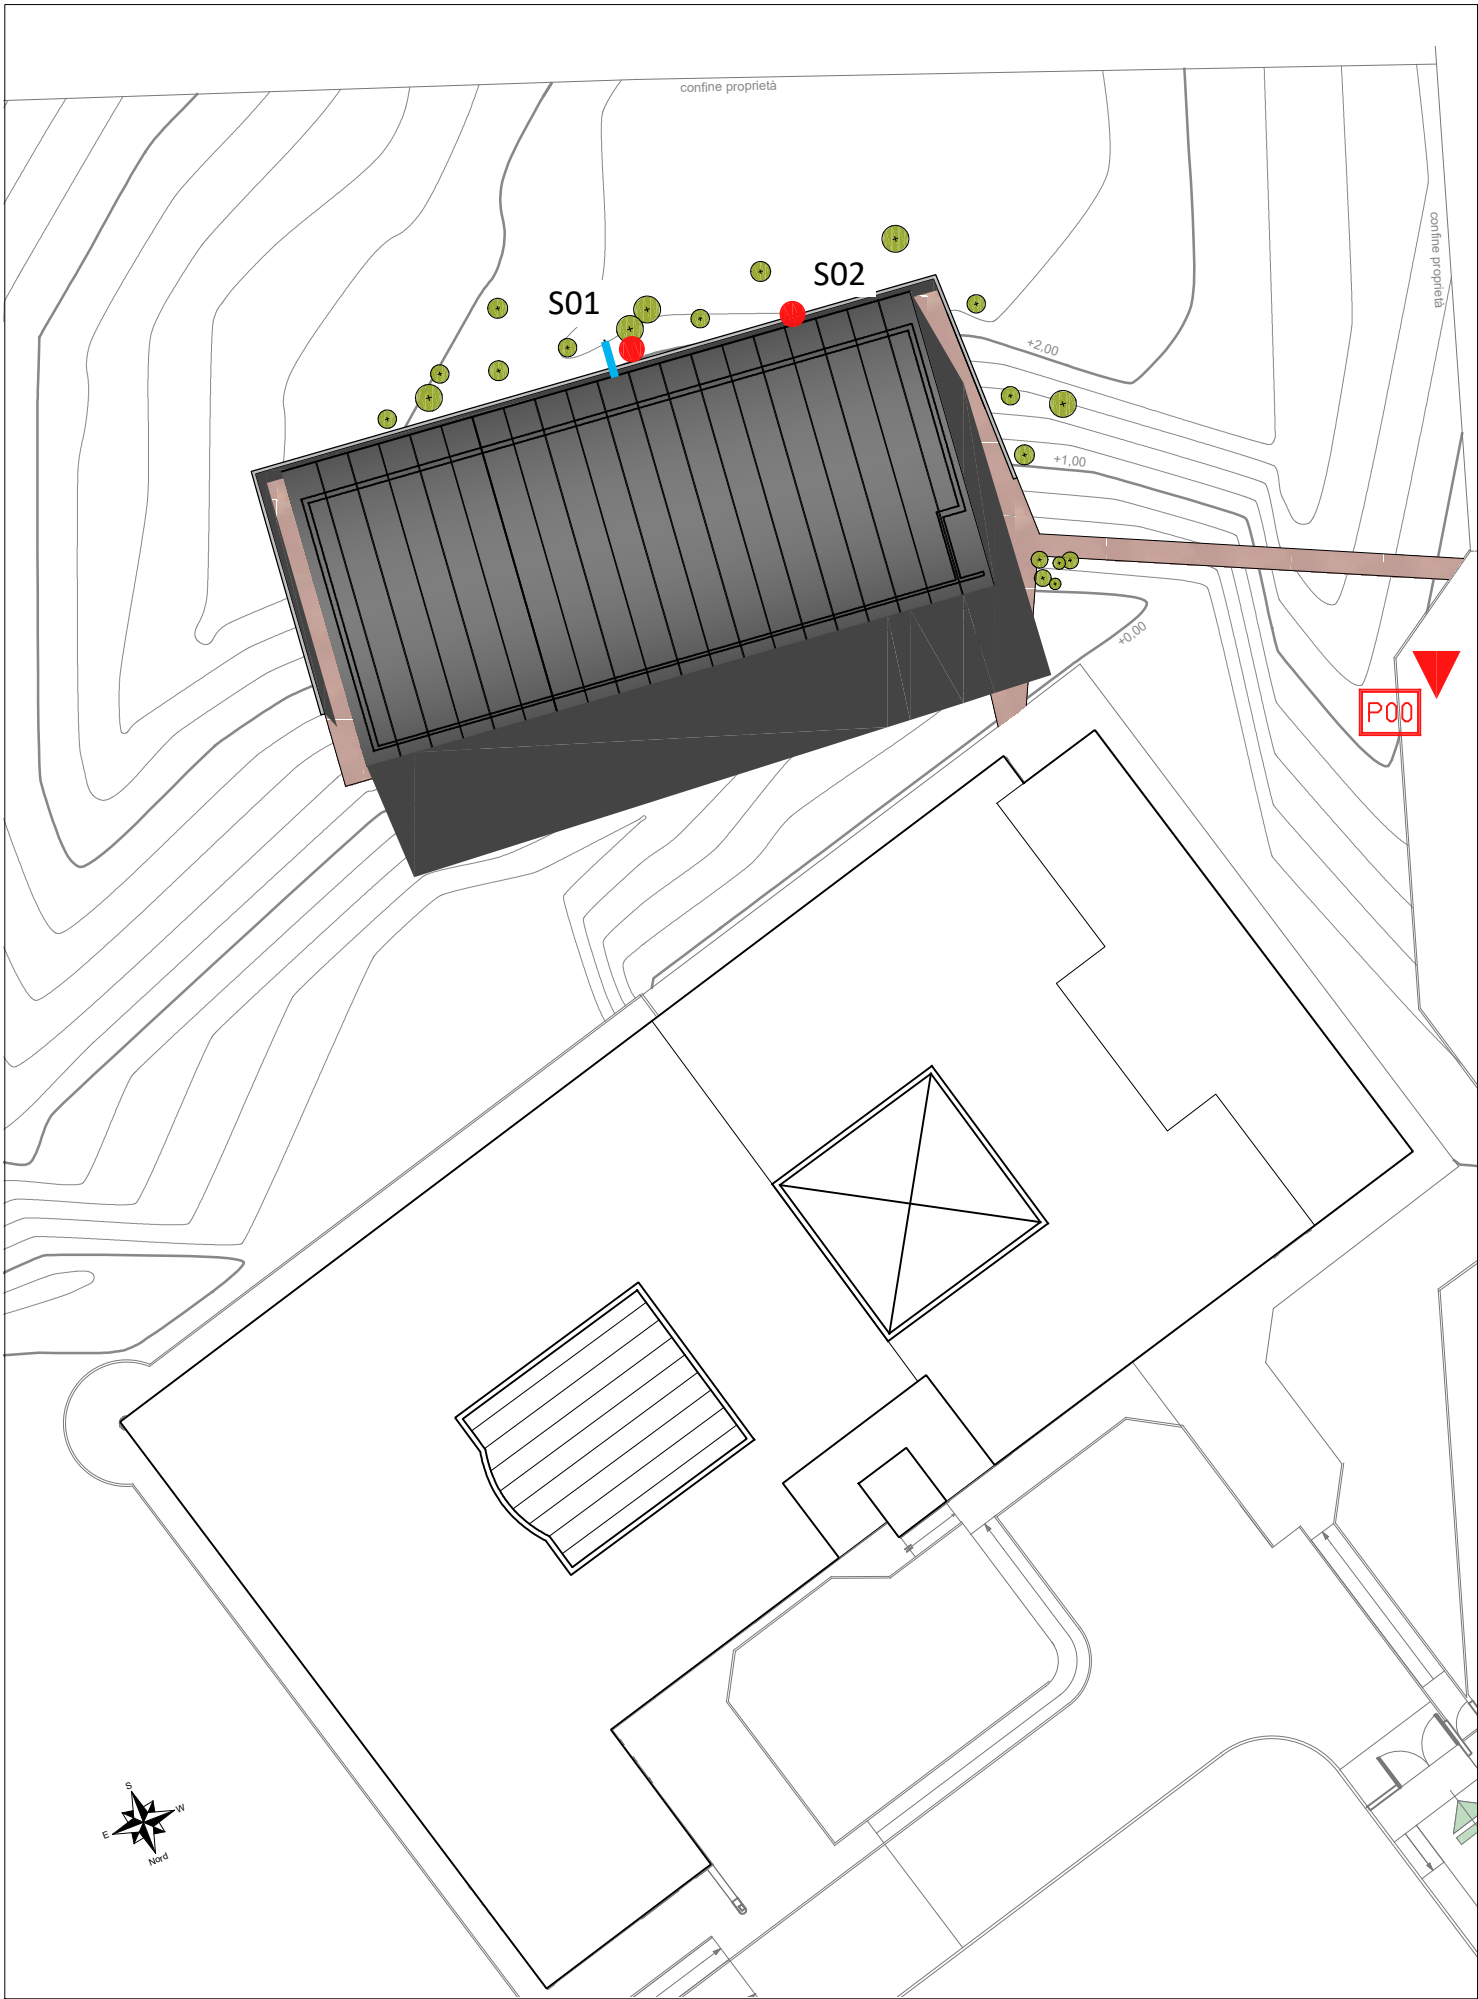 confine proprietà
confine proprietà
S02
S01
+2,00
+1,00
+0,00
P00
S
W
E
Nord